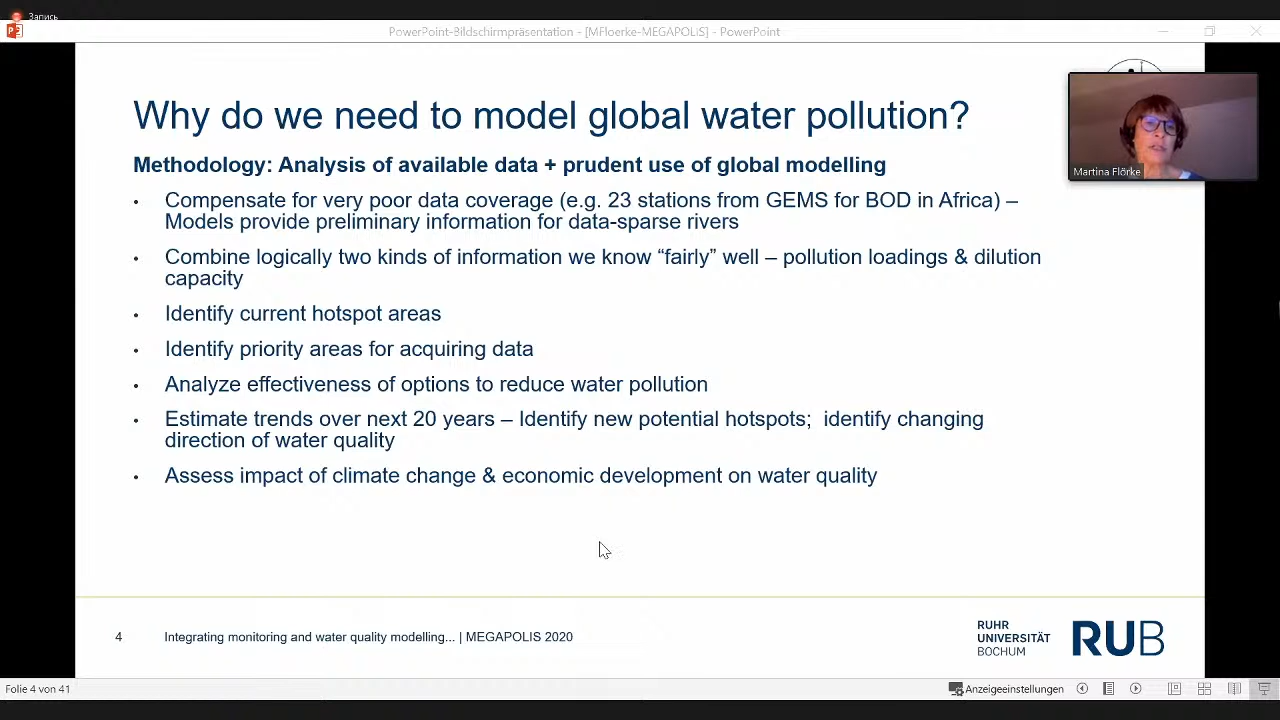 Запись
PowerPoint-Bildschirmpräsentation - [MFloerke-MEGAPOLiS] - PowerPoint
Why do we need to model global water pollution?
Martina Flörke
Methodology: Analysis of available data + prudent use of global modelling
• Compensate for very poor data coverage (e.g. 23 stations from GEMS for BOD in Africa) –
Models provide preliminary information for data-sparse rivers
• Combine logically two kinds of information we know “fairly” well – pollution loadings & dilution
capacity
• Identify current hotspot areas
• Identify priority areas for acquiring data
• Analyze effectiveness of options to reduce water pollution
• Estimate trends over next 20 years – Identify new potential hotspots; identify changing
direction of water quality
• Assess impact of climate change & economic development on water quality
4 Integrating monitoring and water quality modelling... | MEGAPOLIS 2020
RUHR
UNIVERSITÄT
BOCHUM
RUB
Folie 4 von 41
Anzeigeeinstellungen